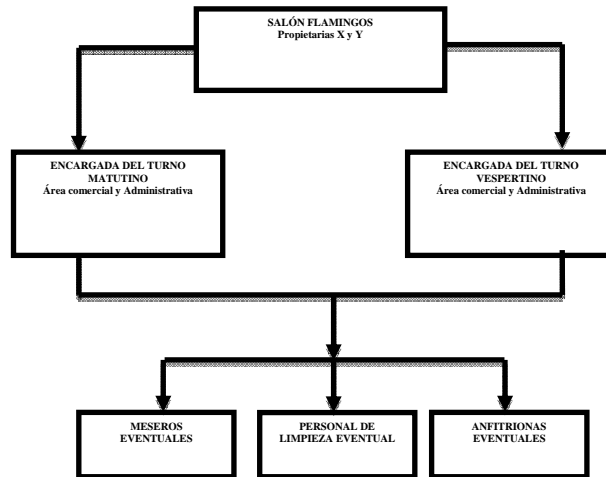 SALÓN FLAMINGOS
Propietarias X y Y
ENCARGADA DEL TURNO
MATUTINO
Área comercial y Administrativa
ENCARGADA DEL TURNO
VESPERTINO
Área comercial y Administrativa
MESEROS
EVENTUALES
PERSONAL DE
LIMPIEZA EVENTUAL
ANFITRIONAS
EVENTUALES